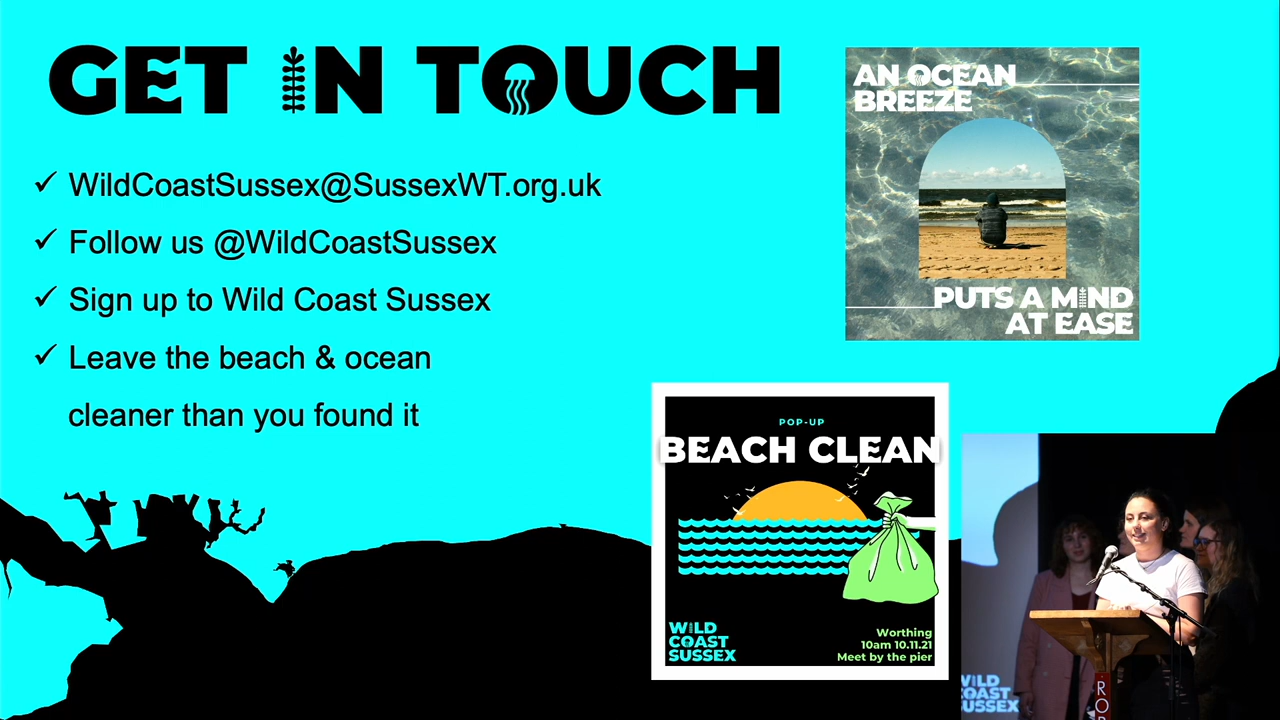 GET IN TOUCH
WildCoastSussex@SussexWT.org.uk
Follow us @WildCoastSussex
Sign up to Wild Coast Sussex
Leave the beach & ocean
cleaner than you found it
AN OCEAN
BREEZE
PUTS A MIND
AT EASE
POP-UP
BEACH CLEAN
WILD
COAST
SUSSEX
Worthing
10am 10.11.21
Meet by the pier
WILD
COAST
SUSSEX
RO